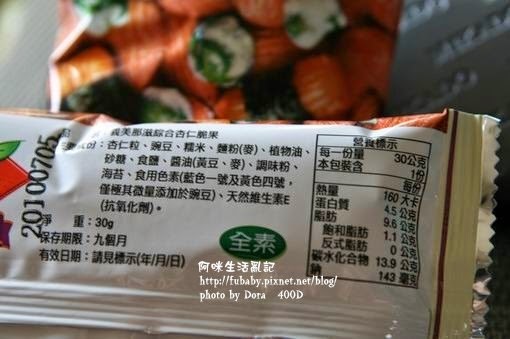 義美那滋綜合杏仁脆果
杏仁粒、豌豆、糯米、麵粉(麥)、植物油、
砂糖、食鹽、醬油(黃豆、麥)、調味粉、
海苔、食用色素(藍色一號及黃色四號，
僅極其微量添加於豌豆)、天然維生素E
(抗氧化劑)。
淨 重：30g
保存期限：九個月
有效日期：請見標示(年/月/日)
20100705
全素
營養標示
每一份量 30公克
本包裝含 1份
每份
熱量 160 大卡
蛋白質 4.5 公克
脂肪 9.6 公克
飽和脂肪 1.1 公克
反式脂肪 0 公克
碳水化合物 13.9 公克
鈉 143 毫克
阿咪生活亂記
http://fubaby.pixnet.net/blog/
photo by Dora 400D